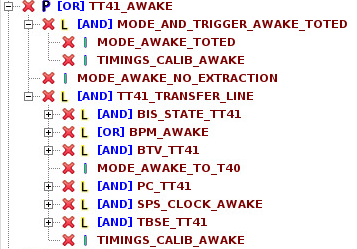 P [OR] TT41_AWAKE
L [AND] MODE_AND_TRIGGER_AWAKE_TOTED
I MODE_AWAKE_TOTED
I TIMINGS_CALIB_AWAKE
I MODE_AWAKE_NO_EXTRACTION
L [AND] TT41_TRANSFER_LINE
L [AND] BIS_STATE_TT41
L [OR] BPM_AWAKE
L [AND] BTV_TT41
I MODE_AWAKE_TO_T40
L [AND] PC_TT41
L [AND] SPS_CLOCK_AWAKE
L [AND] TBSE_TT41
I TIMINGS_CALIB_AWAKE